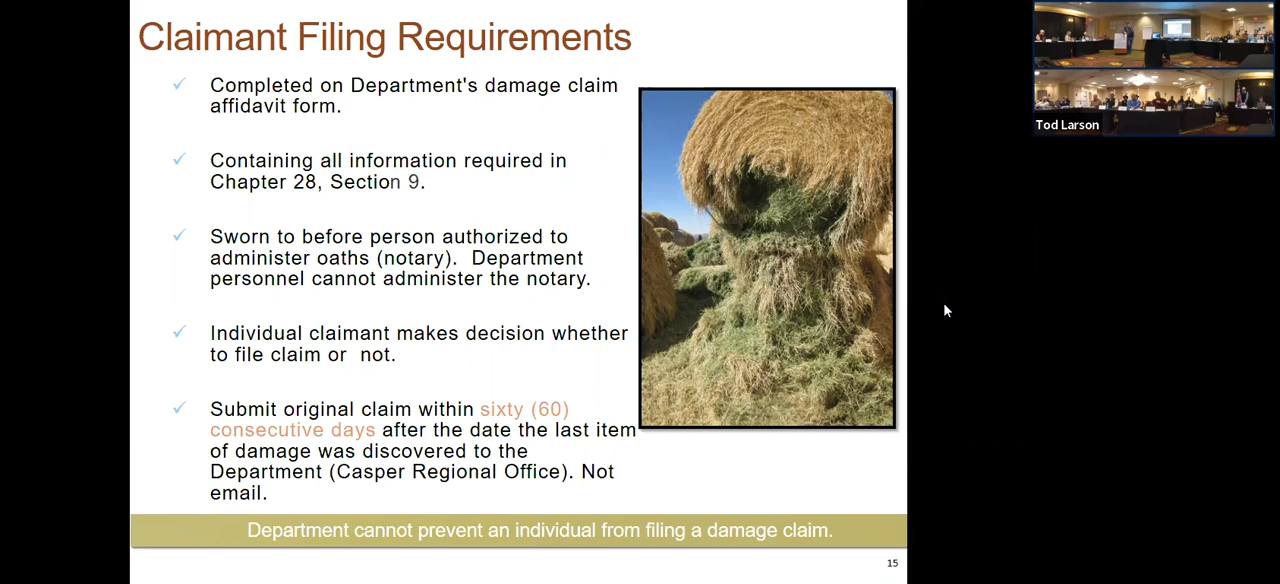 Claimant Filing Requirements
Completed on Department's damage claim
affidavit form.
Containing all information required in
Chapter 28, Section 9.
Sworn to before person authorized to
administer oaths (notary).  Department
personnel cannot administer the notary.
Individual claimant makes decision whether
to file claim or  not.
Submit original claim within sixty (60)
consecutive days after the date the last item
of damage was discovered to the
Department (Casper Regional Office). Not
email.
Department cannot prevent an individual from filing a damage claim.
15
Tod Larson